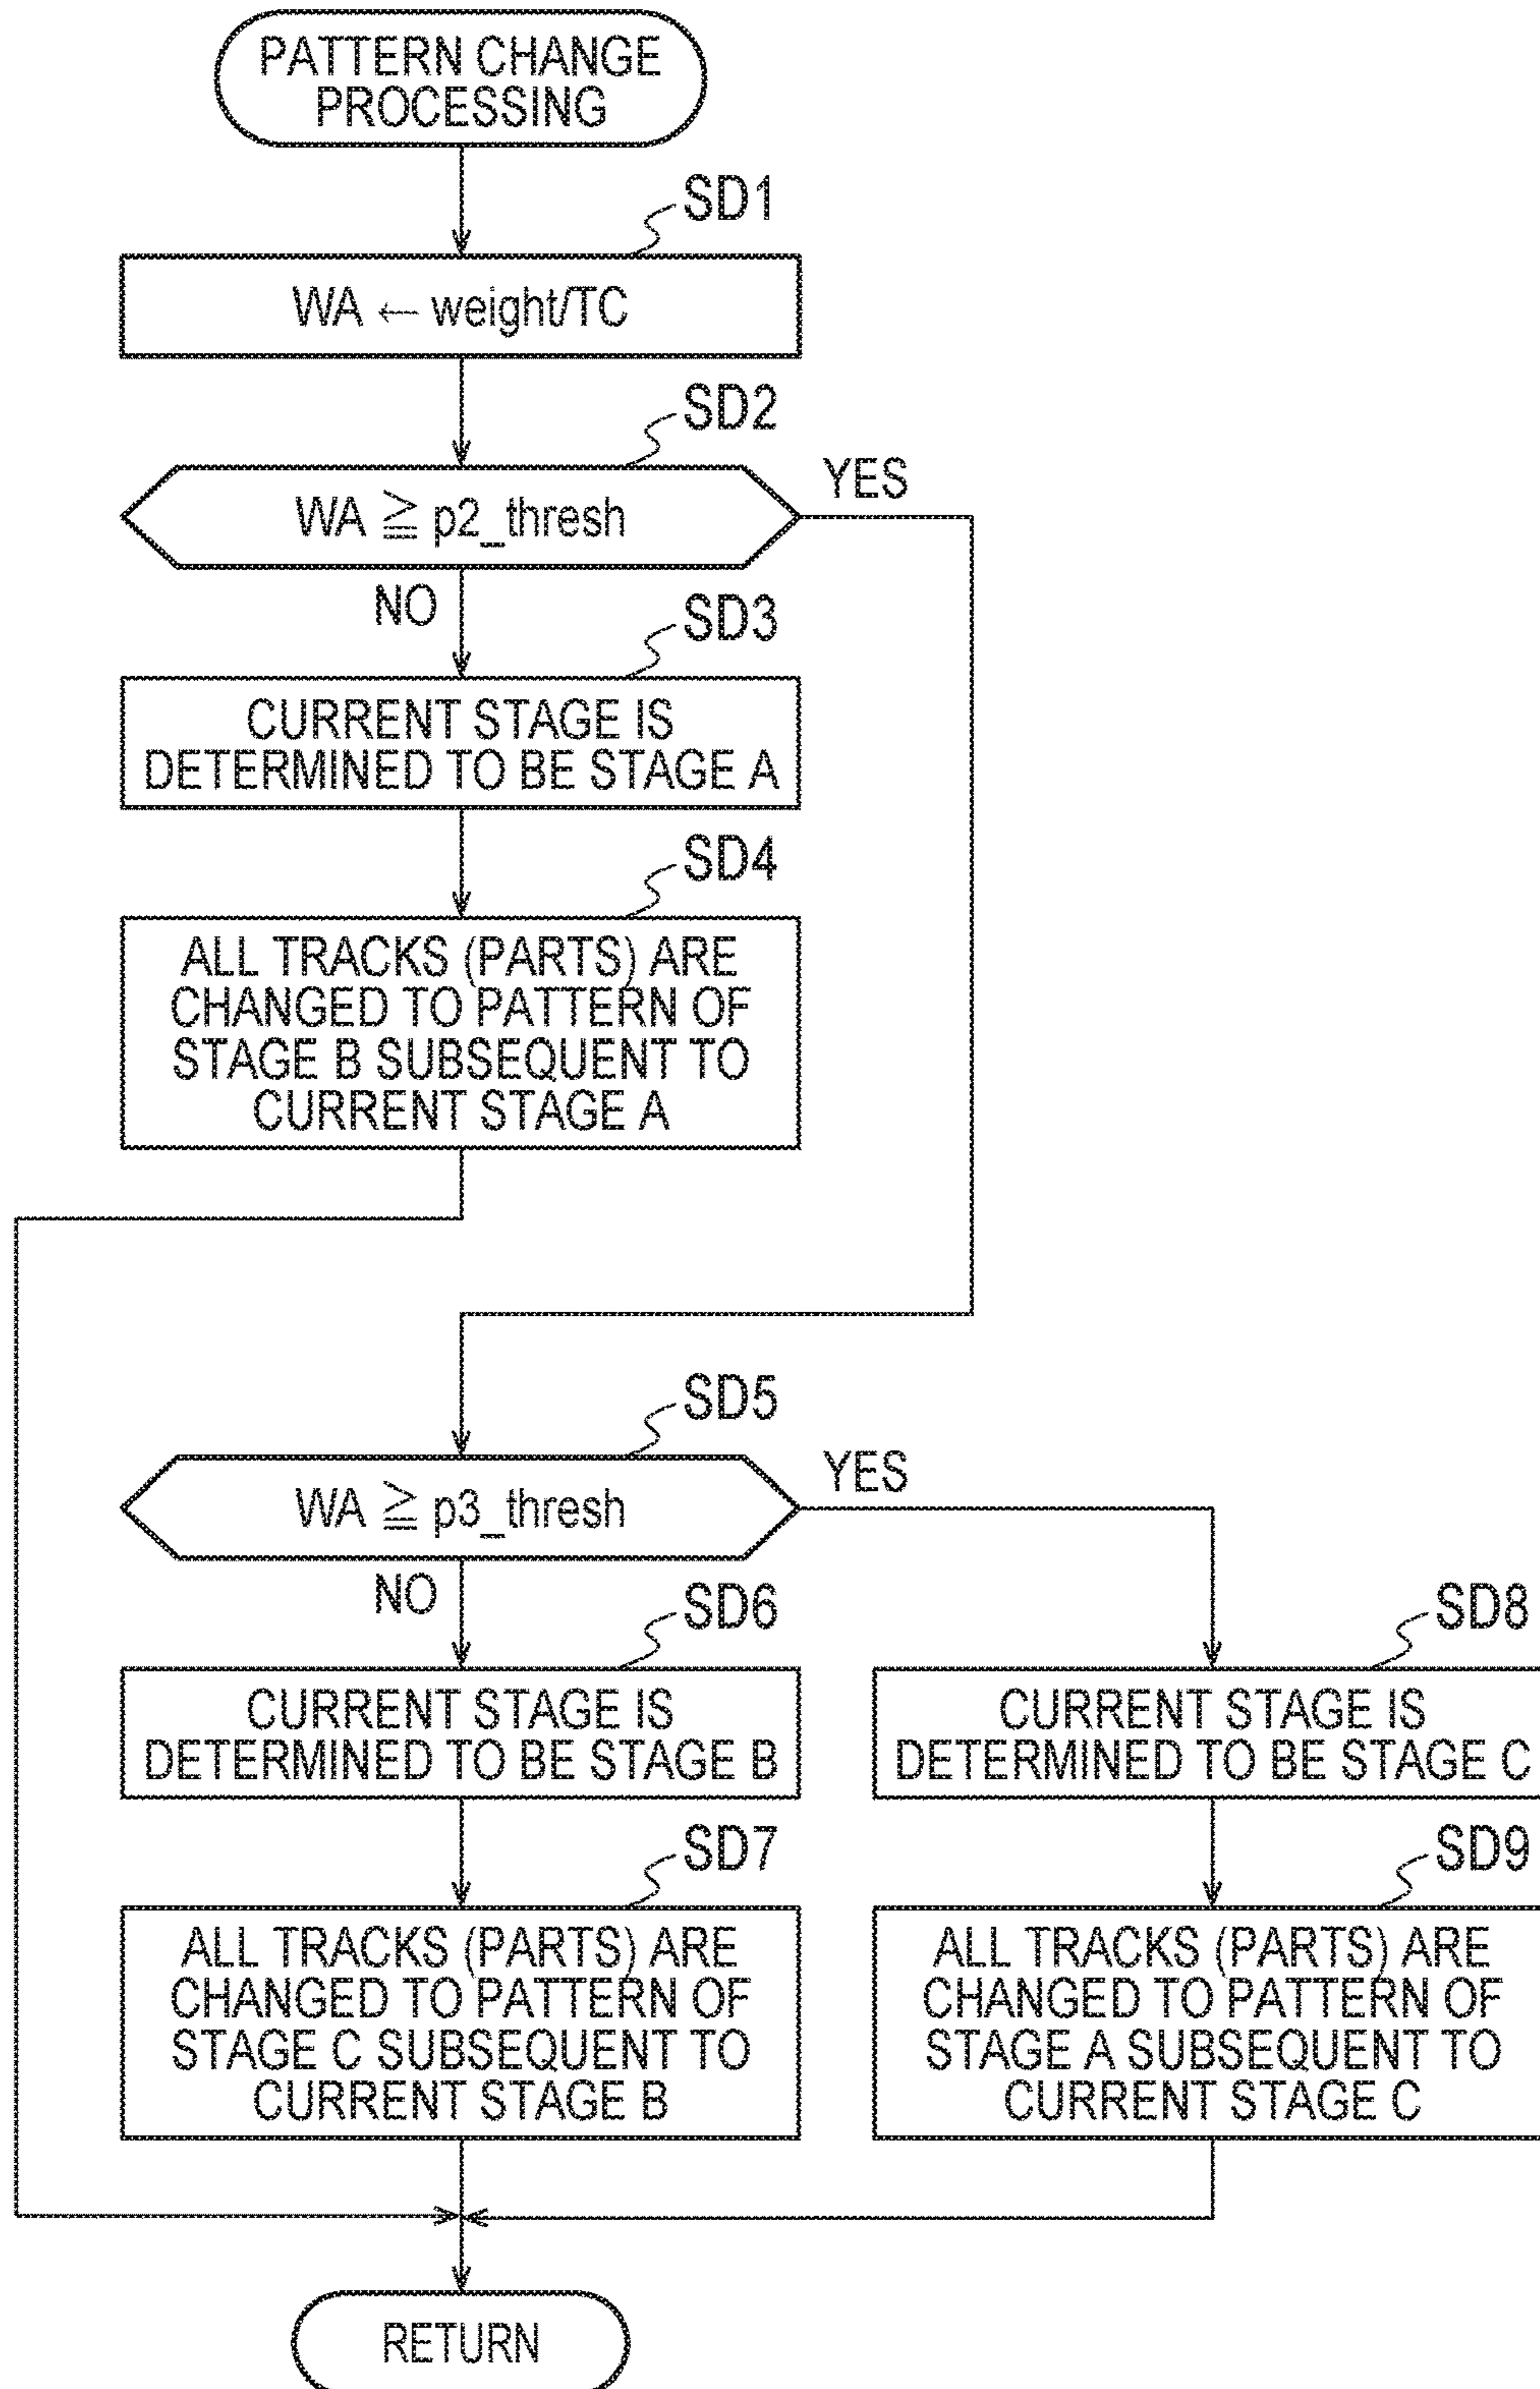 PATTERN CHANGE
PROCESSING
SD1
WA ← weight/TC
SD2
WA ≧ p2_thresh
YES
NO
SD3
CURRENT STAGE IS
DETERMINED TO BE STAGE A
SD4
ALL TRACKS (PARTS) ARE
CHANGED TO PATTERN OF
STAGE B SUBSEQUENT TO
CURRENT STAGE A
SD5
WA ≧ p3_thresh
YES
NO
SD6
CURRENT STAGE IS
DETERMINED TO BE STAGE B
SD8
CURRENT STAGE IS
DETERMINED TO BE STAGE C
SD7
ALL TRACKS (PARTS) ARE
CHANGED TO PATTERN OF
STAGE C SUBSEQUENT TO
CURRENT STAGE B
SD9
ALL TRACKS (PARTS) ARE
CHANGED TO PATTERN OF
STAGE A SUBSEQUENT TO
CURRENT STAGE C
RETURN